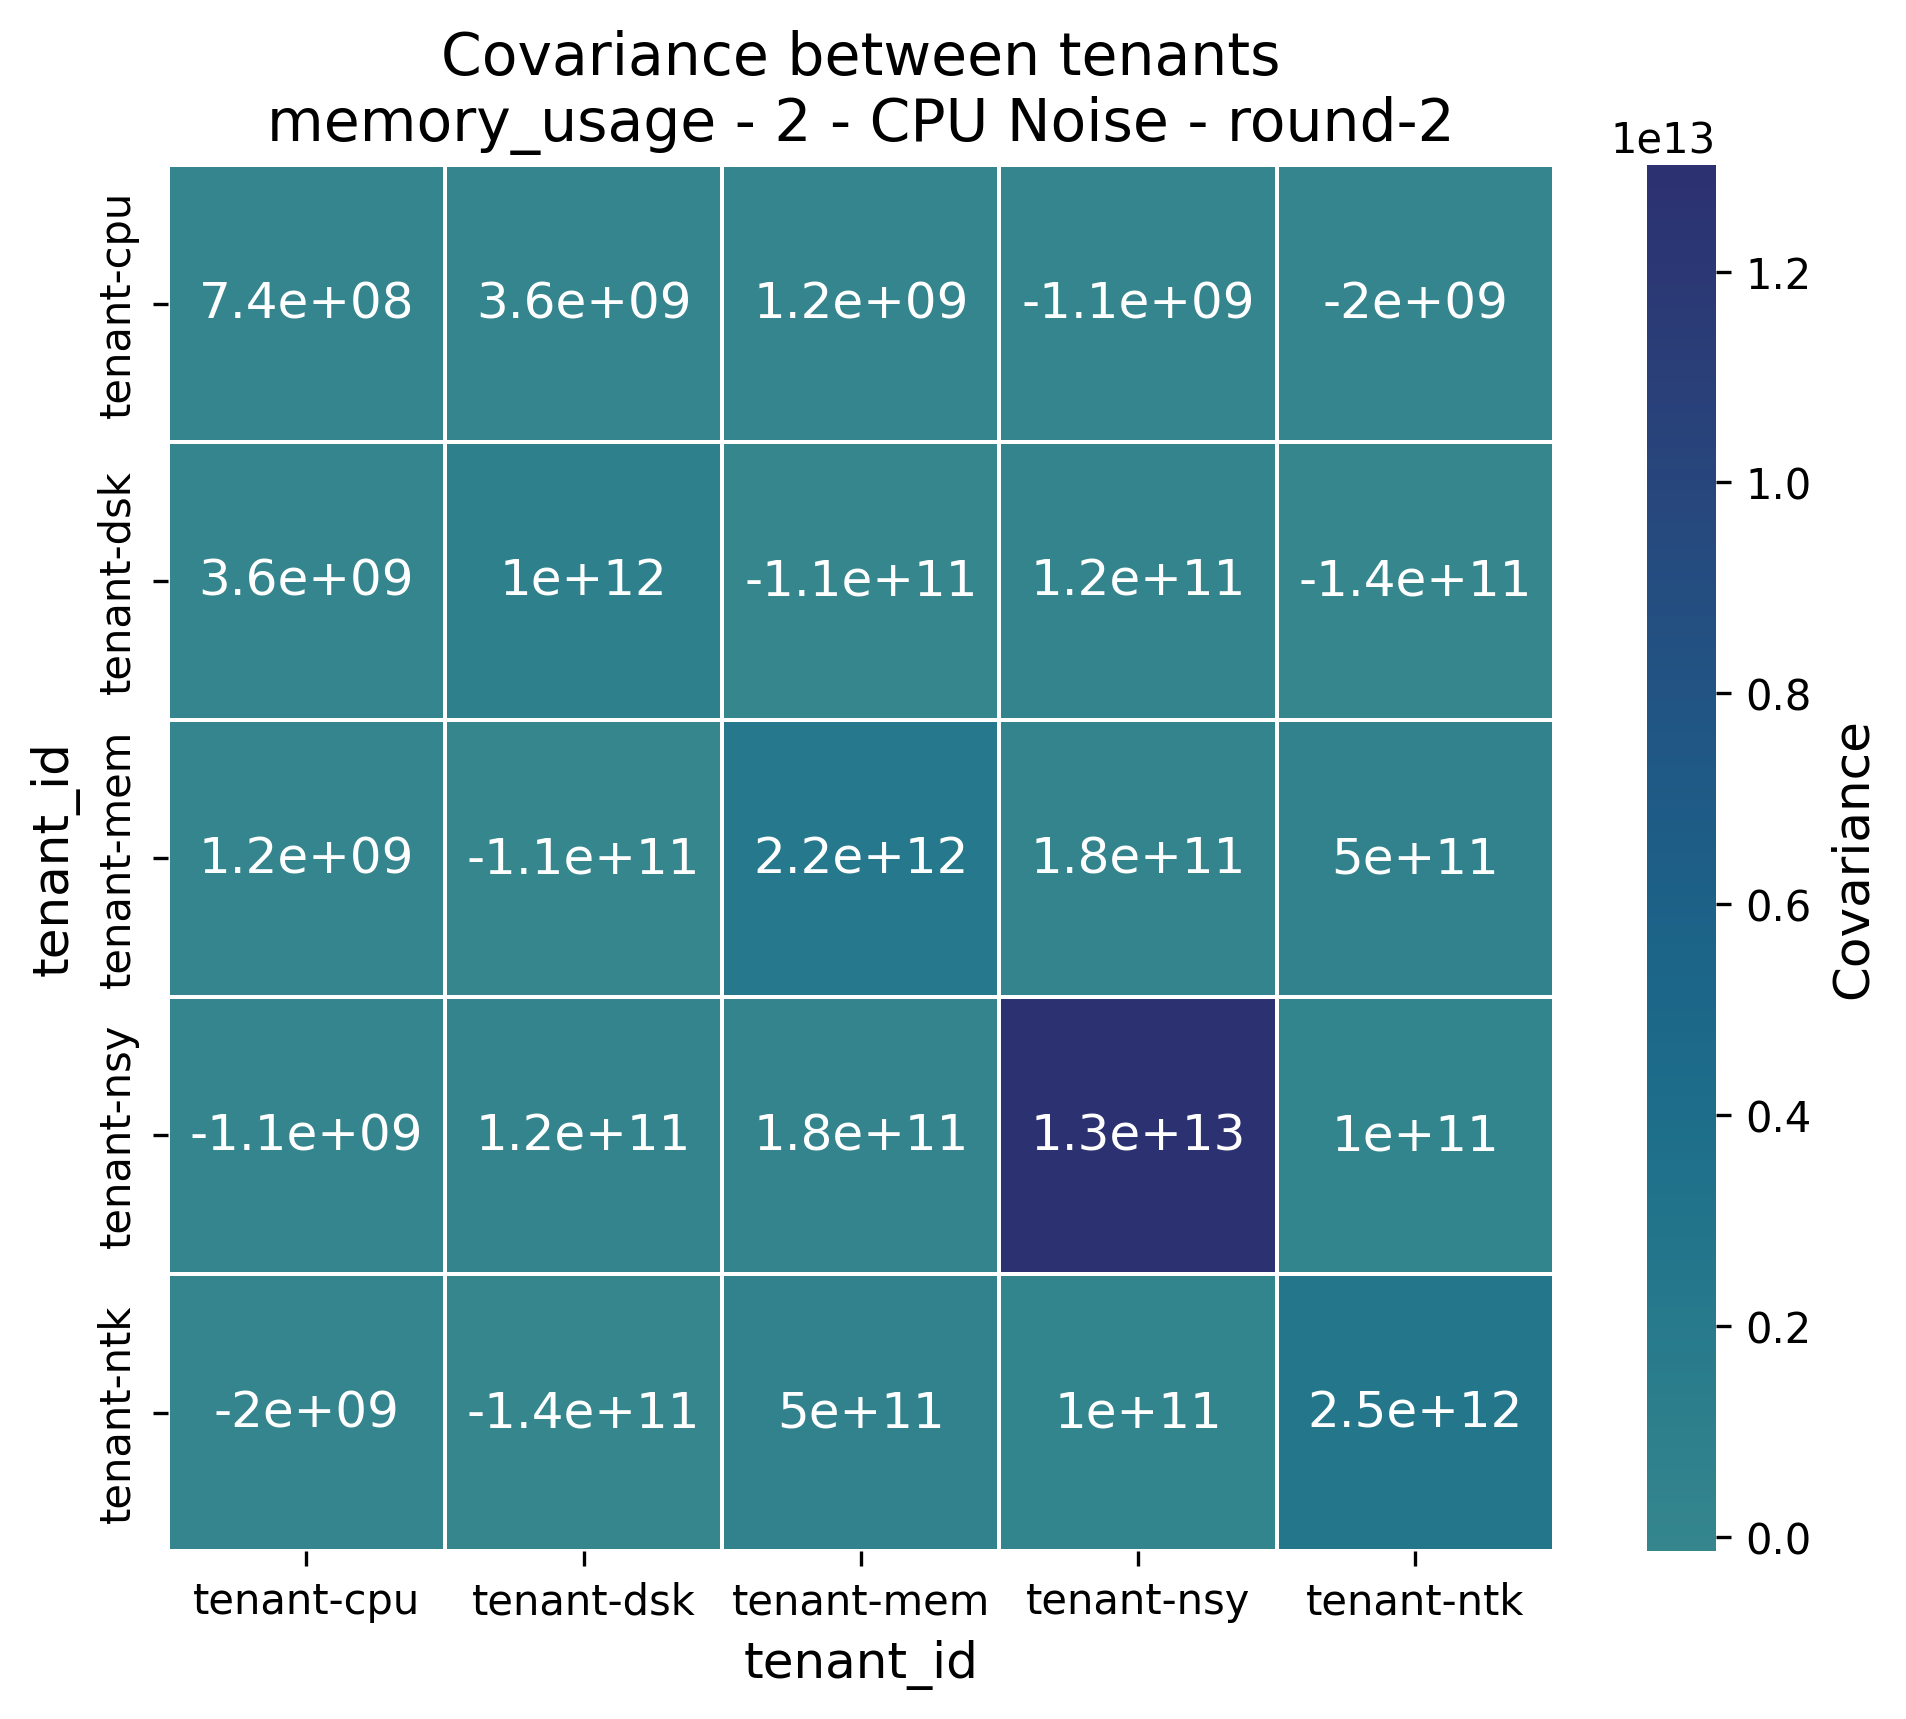 Covariance between tenants
memory_usage - 2 - CPU Noise - round-2
1e13
tenant-cpu 7.4e+08 3.6e+09 1.2e+09 -1.1e+09 -2e+09
tenant-dsk 3.6e+09 1e+12 -1.1e+11 1.2e+11 -1.4e+11
tenant-mem 1.2e+09 -1.1e+11 2.2e+12 1.8e+11 5e+11
tenant-nsy -1.1e+09 1.2e+11 1.8e+11 1.3e+13 1e+11
tenant-ntk -2e+09 -1.4e+11 5e+11 1e+11 2.5e+12
tenant_id
tenant-cpu tenant-dsk tenant-mem tenant-nsy tenant-ntk
tenant_id
1.2
1.0
0.8
0.6
0.4
0.2
0.0
Covariance